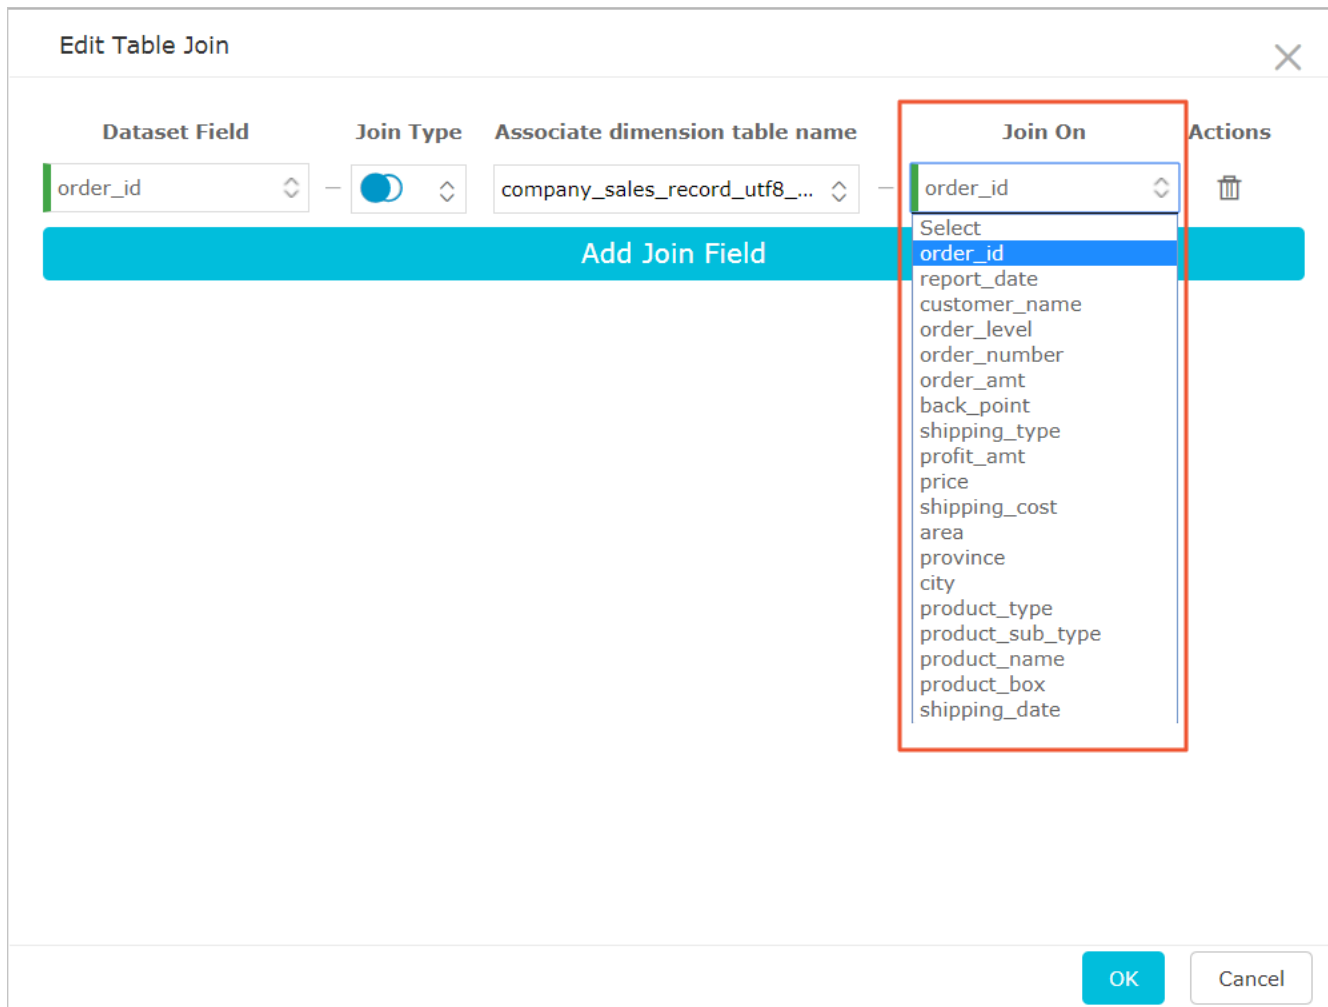 Edit Table Join
Dataset Field Join Type Associate dimension table name Join On Actions
order_id company_sales_record_utf8_... order_id
Add Join Field
Select
order_id
report_date
customer_name
order_level
order_number
order_amt
back_point
shipping_type
profit_amt
price
shipping_cost
area
province
city
product_type
product_sub_type
product_name
product_box
shipping_date
OK Cancel